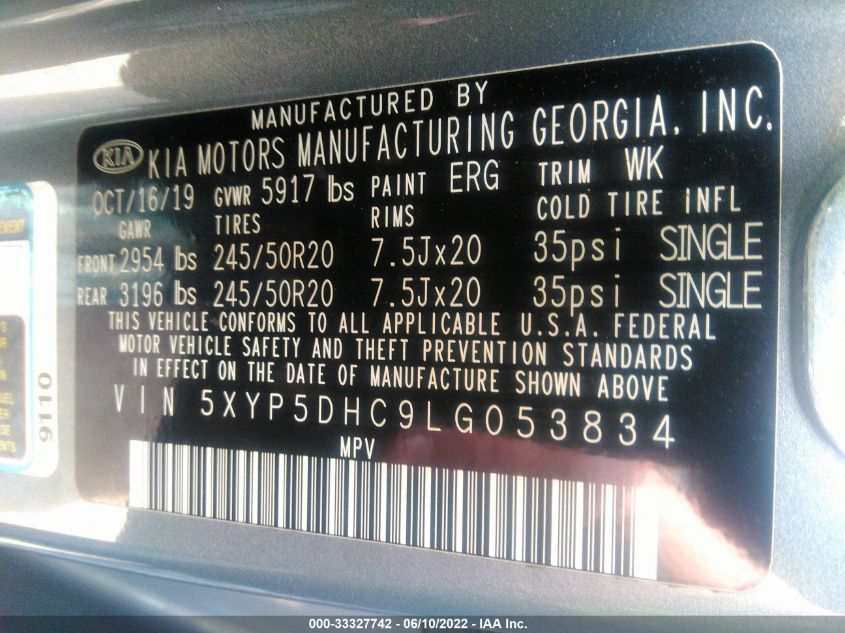 MANUFACTURED BY
KIA KIA MOTORS MANUFACTURING GEORGIA, INC.
OCT/16/19 GVWR 5917 lbs PAINT ERG TRIM WK
GAWR TIRES RIMS COLD TIRE INFL
FRONT 2954 lbs 245/50R20 7.5Jx20 35psi SINGLE
REAR 3196 lbs 245/50R20 7.5Jx20 35psi SINGLE
THIS VEHICLE CONFORMS TO ALL APPLICABLE U.S.A. FEDERAL
MOTOR VEHICLE SAFETY AND THEFT PREVENTION STANDARDS
IN EFFECT ON THE DATE OF MANUFACTURE SHOWN ABOVE
VIN 5XYP5DHC9LG053834
MPV
9110
000-33327742 - 06/10/2022 - IAA Inc.